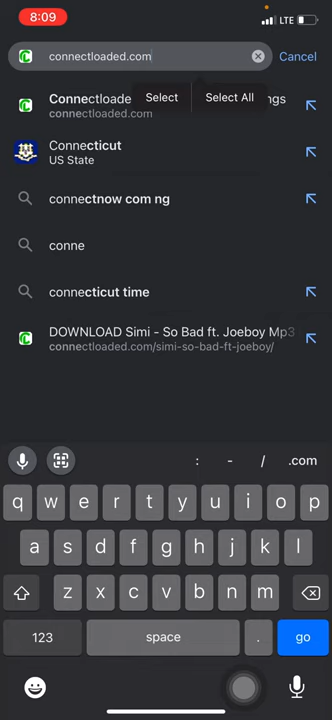 8:09
LTE
connectloaded.com
Cancel
Select
Select All
Connectloade
ngs
connectloaded.com
Connecticut
US State
connectnow com ng
conne
connecticut time
DOWNLOAD Simi - So Bad ft. Joeboy Mp3
connectloaded.com/simi-so-bad-ft-joeboy/
: - / .com
q w e r t y u i o p
a s d f g h j k l
z x c v b n m
123 space . go